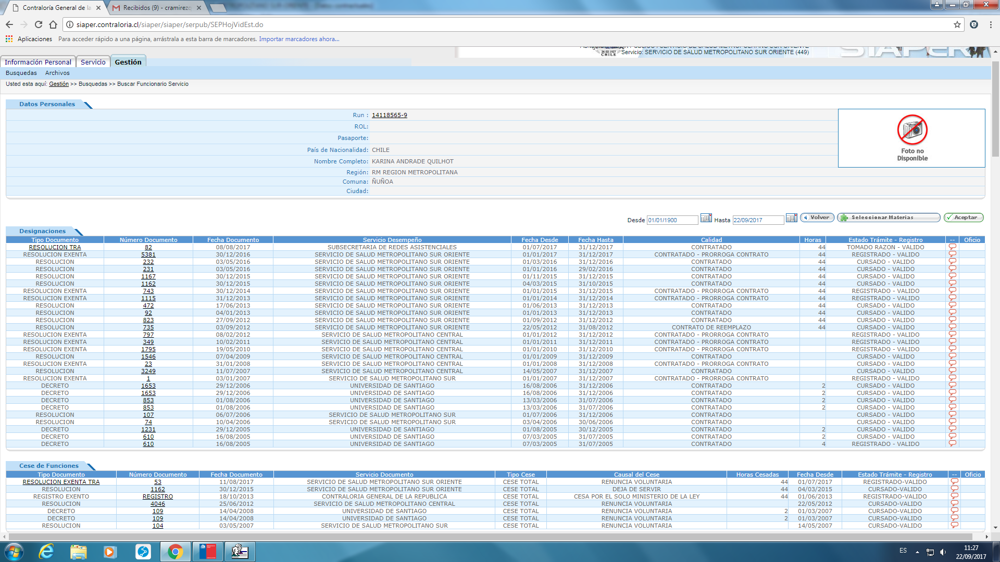 Contraloría General de la
Recibidos (9) - cramirezq
siaper.contraloria.cl/siaper/siaper/serpub/SEPHojVidEst.do
Aplicaciones Para acceder rápido a una página, arrástrala a esta barra de marcadores. Importar marcadores ahora...
Servicio: SERVICIO DE SALUD METROPOLITANO SUR ORIENTE (449)
CHILE
SIAPER
Información Personal Servicio Gestión
Busquedas Archivos
Usted esta aquí: Gestión >> Busquedas >> Buscar Funcionario Servicio
Datos Personales
Run : 14118565-9
ROL:
Pasaporte:
País de Nacionalidad: CHILE
Nombre Completo: KARINA ANDRADE QUILHOT
Región: RM REGION METROPOLITANA
Comuna: ÑUÑOA
Ciudad:
Foto no
Disponible
Desde 01/01/1900 Hasta 22/09/2017 Volver Seleccionar Materias Aceptar
Designaciones
Tipo Documento Número Documento Fecha Documento Servicio Desempeño Fecha Desde Fecha Hasta Calidad Horas Estado Trámite - Registro -- Oficio
RESOLUCION TRA 82 08/08/2017 SUBSECRETARIA DE REDES ASISTENCIALES 01/07/2017 31/12/2017 CONTRATADO 44 TOMADO RAZON - VALIDO
RESOLUCION EXENTA 5381 30/12/2016 SERVICIO DE SALUD METROPOLITANO SUR ORIENTE 01/01/2017 31/12/2017 CONTRATADO - PRORROGA CONTRATO 44 REGISTRADO - VALIDO
RESOLUCION 232 03/05/2016 SERVICIO DE SALUD METROPOLITANO SUR ORIENTE 01/03/2016 31/12/2016 CONTRATADO 44 CURSADO - VALIDO
RESOLUCION 231 03/05/2016 SERVICIO DE SALUD METROPOLITANO SUR ORIENTE 01/01/2016 29/02/2016 CONTRATADO 44 CURSADO - VALIDO
RESOLUCION 1167 30/12/2015 SERVICIO DE SALUD METROPOLITANO SUR ORIENTE 01/11/2015 31/12/2015 CONTRATADO 44 CURSADO - VALIDO
RESOLUCION 1162 30/12/2015 SERVICIO DE SALUD METROPOLITANO SUR ORIENTE 04/03/2015 31/10/2015 CONTRATADO 44 CURSADO - VALIDO
RESOLUCION EXENTA 743 30/12/2014 SERVICIO DE SALUD METROPOLITANO SUR ORIENTE 01/01/2015 31/12/2015 CONTRATADO - PRORROGA CONTRATO 44 REGISTRADO - VALIDO
RESOLUCION EXENTA 1115 31/12/2013 SERVICIO DE SALUD METROPOLITANO SUR ORIENTE 01/01/2014 31/12/2014 CONTRATADO - PRORROGA CONTRATO 44 REGISTRADO - VALIDO
RESOLUCION 472 17/06/2013 SERVICIO DE SALUD METROPOLITANO SUR ORIENTE 01/06/2013 31/12/2013 CONTRATADO 44 CURSADO - VALIDO
RESOLUCION 92 04/01/2013 SERVICIO DE SALUD METROPOLITANO SUR ORIENTE 01/01/2013 31/12/2013 CONTRATADO 44 CURSADO - VALIDO
RESOLUCION 823 27/09/2012 SERVICIO DE SALUD METROPOLITANO SUR ORIENTE 01/09/2012 31/12/2012 CONTRATADO 44 CURSADO - VALIDO
RESOLUCION 735 03/09/2012 SERVICIO DE SALUD METROPOLITANO SUR ORIENTE 22/05/2012 31/08/2012 CONTRATO DE REEMPLAZO 44 CURSADO - VALIDO
RESOLUCION EXENTA 797 08/02/2012 SERVICIO DE SALUD METROPOLITANO CENTRAL 01/01/2012 31/12/2012 CONTRATADO - PRORROGA CONTRATO REGISTRADO - VALIDO
RESOLUCION EXENTA 349 10/02/2011 SERVICIO DE SALUD METROPOLITANO CENTRAL 01/01/2011 31/12/2011 CONTRATADO - PRORROGA CONTRATO REGISTRADO - VALIDO
RESOLUCION EXENTA 1795 19/05/2010 SERVICIO DE SALUD METROPOLITANO CENTRAL 01/01/2010 31/12/2010 CONTRATADO - PRORROGA CONTRATO REGISTRADO - VALIDO
RESOLUCION 1546 07/04/2009 SERVICIO DE SALUD METROPOLITANO CENTRAL 01/01/2009 31/12/2009 CONTRATADO CURSADO - VALIDO
RESOLUCION EXENTA 23 31/01/2008 SERVICIO DE SALUD METROPOLITANO CENTRAL 01/01/2008 31/12/2008 CONTRATADO - PRORROGA CONTRATO CURSADO - VALIDO
RESOLUCION 3249 11/07/2007 SERVICIO DE SALUD METROPOLITANO CENTRAL 14/05/2007 31/12/2007 CONTRATADO CURSADO - VALIDO
RESOLUCION EXENTA 1 03/01/2007 SERVICIO DE SALUD METROPOLITANO SUR 01/01/2007 31/12/2007 CONTRATADO - PRORROGA CONTRATO REGISTRADO - VALIDO
DECRETO 1653 29/12/2006 UNIVERSIDAD DE SANTIAGO 16/08/2006 31/12/2006 CONTRATADO 2 CURSADO - VALIDO
DECRETO 1653 29/12/2006 UNIVERSIDAD DE SANTIAGO 16/08/2006 31/12/2006 CONTRATADO 2 CURSADO - VALIDO
DECRETO 853 01/08/2006 UNIVERSIDAD DE SANTIAGO 13/03/2006 31/07/2006 CONTRATADO 2 CURSADO - VALIDO
DECRETO 853 01/08/2006 UNIVERSIDAD DE SANTIAGO 13/03/2006 31/07/2006 CONTRATADO 2 CURSADO - VALIDO
RESOLUCION 107 06/07/2006 SERVICIO DE SALUD METROPOLITANO SUR 01/07/2006 31/12/2006 CONTRATADO CURSADO - VALIDO
RESOLUCION 74 10/04/2006 SERVICIO DE SALUD METROPOLITANO SUR 03/04/2006 30/06/2006 CONTRATADO CURSADO - VALIDO
DECRETO 1231 29/12/2005 UNIVERSIDAD DE SANTIAGO 01/08/2005 30/12/2005 CONTRATADO 2 CURSADO - VALIDO
DECRETO 610 16/08/2005 UNIVERSIDAD DE SANTIAGO 07/03/2005 31/07/2005 CONTRATADO 2 CURSADO - VALIDO
DECRETO 610 16/08/2005 UNIVERSIDAD DE SANTIAGO 07/03/2005 31/07/2005 CONTRATADO 4 REGISTRADO - VALIDO
Cese de Funciones
Tipo Documento Número Documento Fecha Documento Servicio Documento Tipo Cese Causal del Cese Horas Cesadas Fecha Desde Estado Trámite - Registro -- Oficio
RESOLUCION EXENTA TRA 53 11/08/2017 SERVICIO DE SALUD METROPOLITANO SUR ORIENTE CESE TOTAL RENUNCIA VOLUNTARIA 44 01/07/2017 REGISTRADO-VALIDO
RESOLUCION 1162 30/12/2015 SERVICIO DE SALUD METROPOLITANO SUR ORIENTE CESE TOTAL DEJA DE SERVIR 44 04/03/2015 CURSADO-VALIDO
REGISTRO EXENTO REGISTRO 18/10/2013 CONTRALORIA GENERAL DE LA REPUBLICA CESE TOTAL CESA POR EL SOLO MINISTERIO DE LA LEY 44 01/06/2013 REGISTRADO-VALIDO
RESOLUCION 4046 25/06/2012 SERVICIO DE SALUD METROPOLITANO CENTRAL CESE TOTAL RENUNCIA VOLUNTARIA 22/05/2012 CURSADO-VALIDO
DECRETO 109 14/04/2008 UNIVERSIDAD DE SANTIAGO CESE TOTAL RENUNCIA VOLUNTARIA 2 01/03/2007 CURSADO-VALIDO
DECRETO 109 14/04/2008 UNIVERSIDAD DE SANTIAGO CESE TOTAL RENUNCIA VOLUNTARIA 2 01/03/2007 CURSADO-VALIDO
RESOLUCION 104 03/05/2007 SERVICIO DE SALUD METROPOLITANO SUR CESE TOTAL RENUNCIA VOLUNTARIA 14/05/2007 CURSADO-VALIDO
ES
11:27
22/09/2017